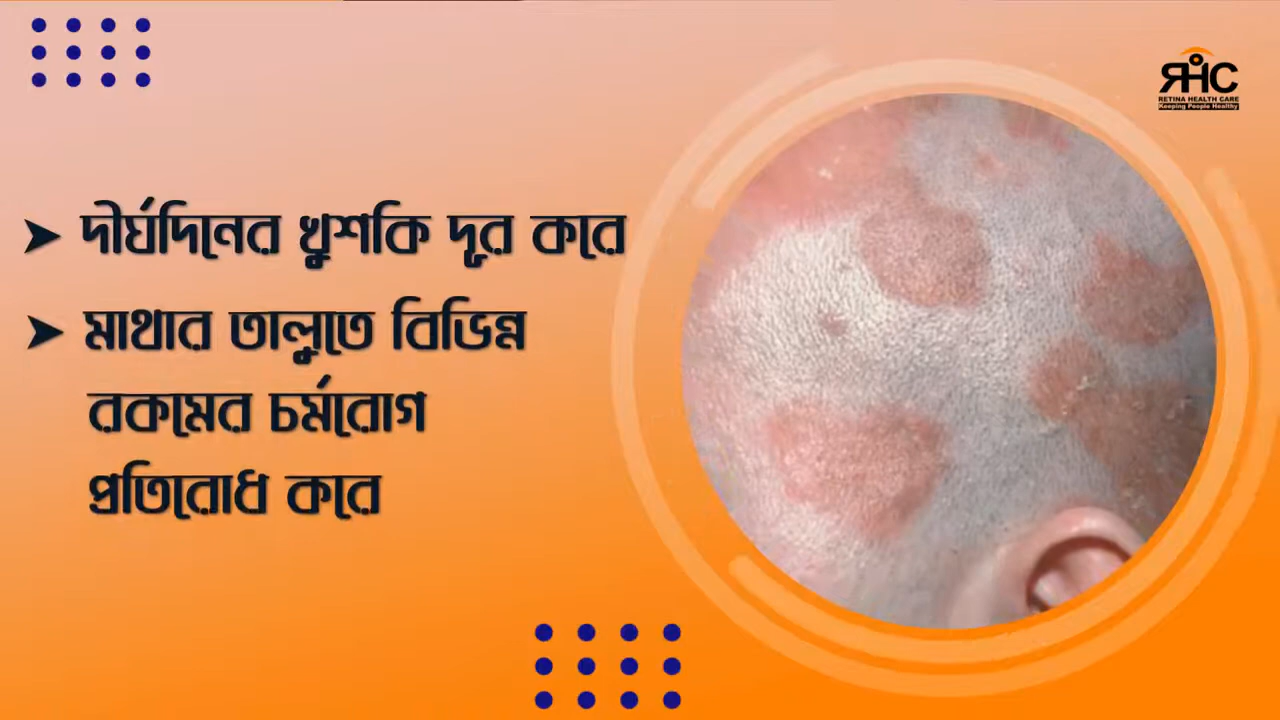 RHC
RETINA HEALTH CARE
Keeping People Healthy
➤ দীর্ঘদিনের খুশকি দূর করে
➤ মাথার তালুতে বিভিন্ন
রকমের চর্মরোগ
প্রতিরোধ করে